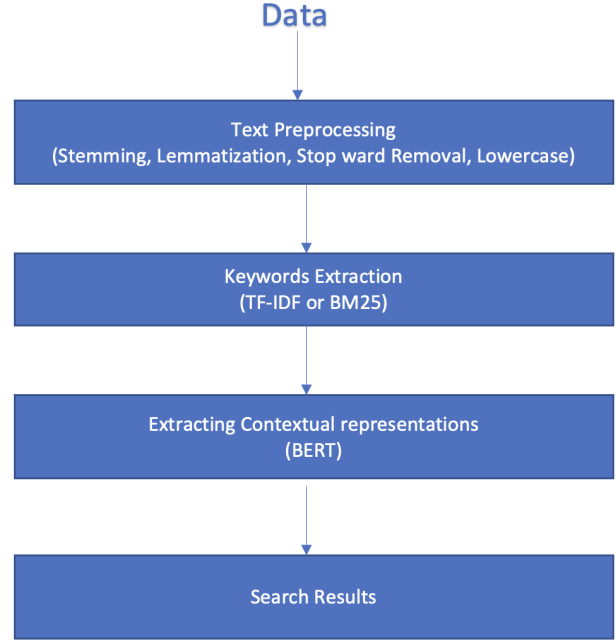 Data
Text Preprocessing
(Stemming, Lemmatization, Stop ward Removal, Lowercase)
Keywords Extraction
(TF-IDF or BM25)
Extracting Contextual representations
(BERT)
Search Results